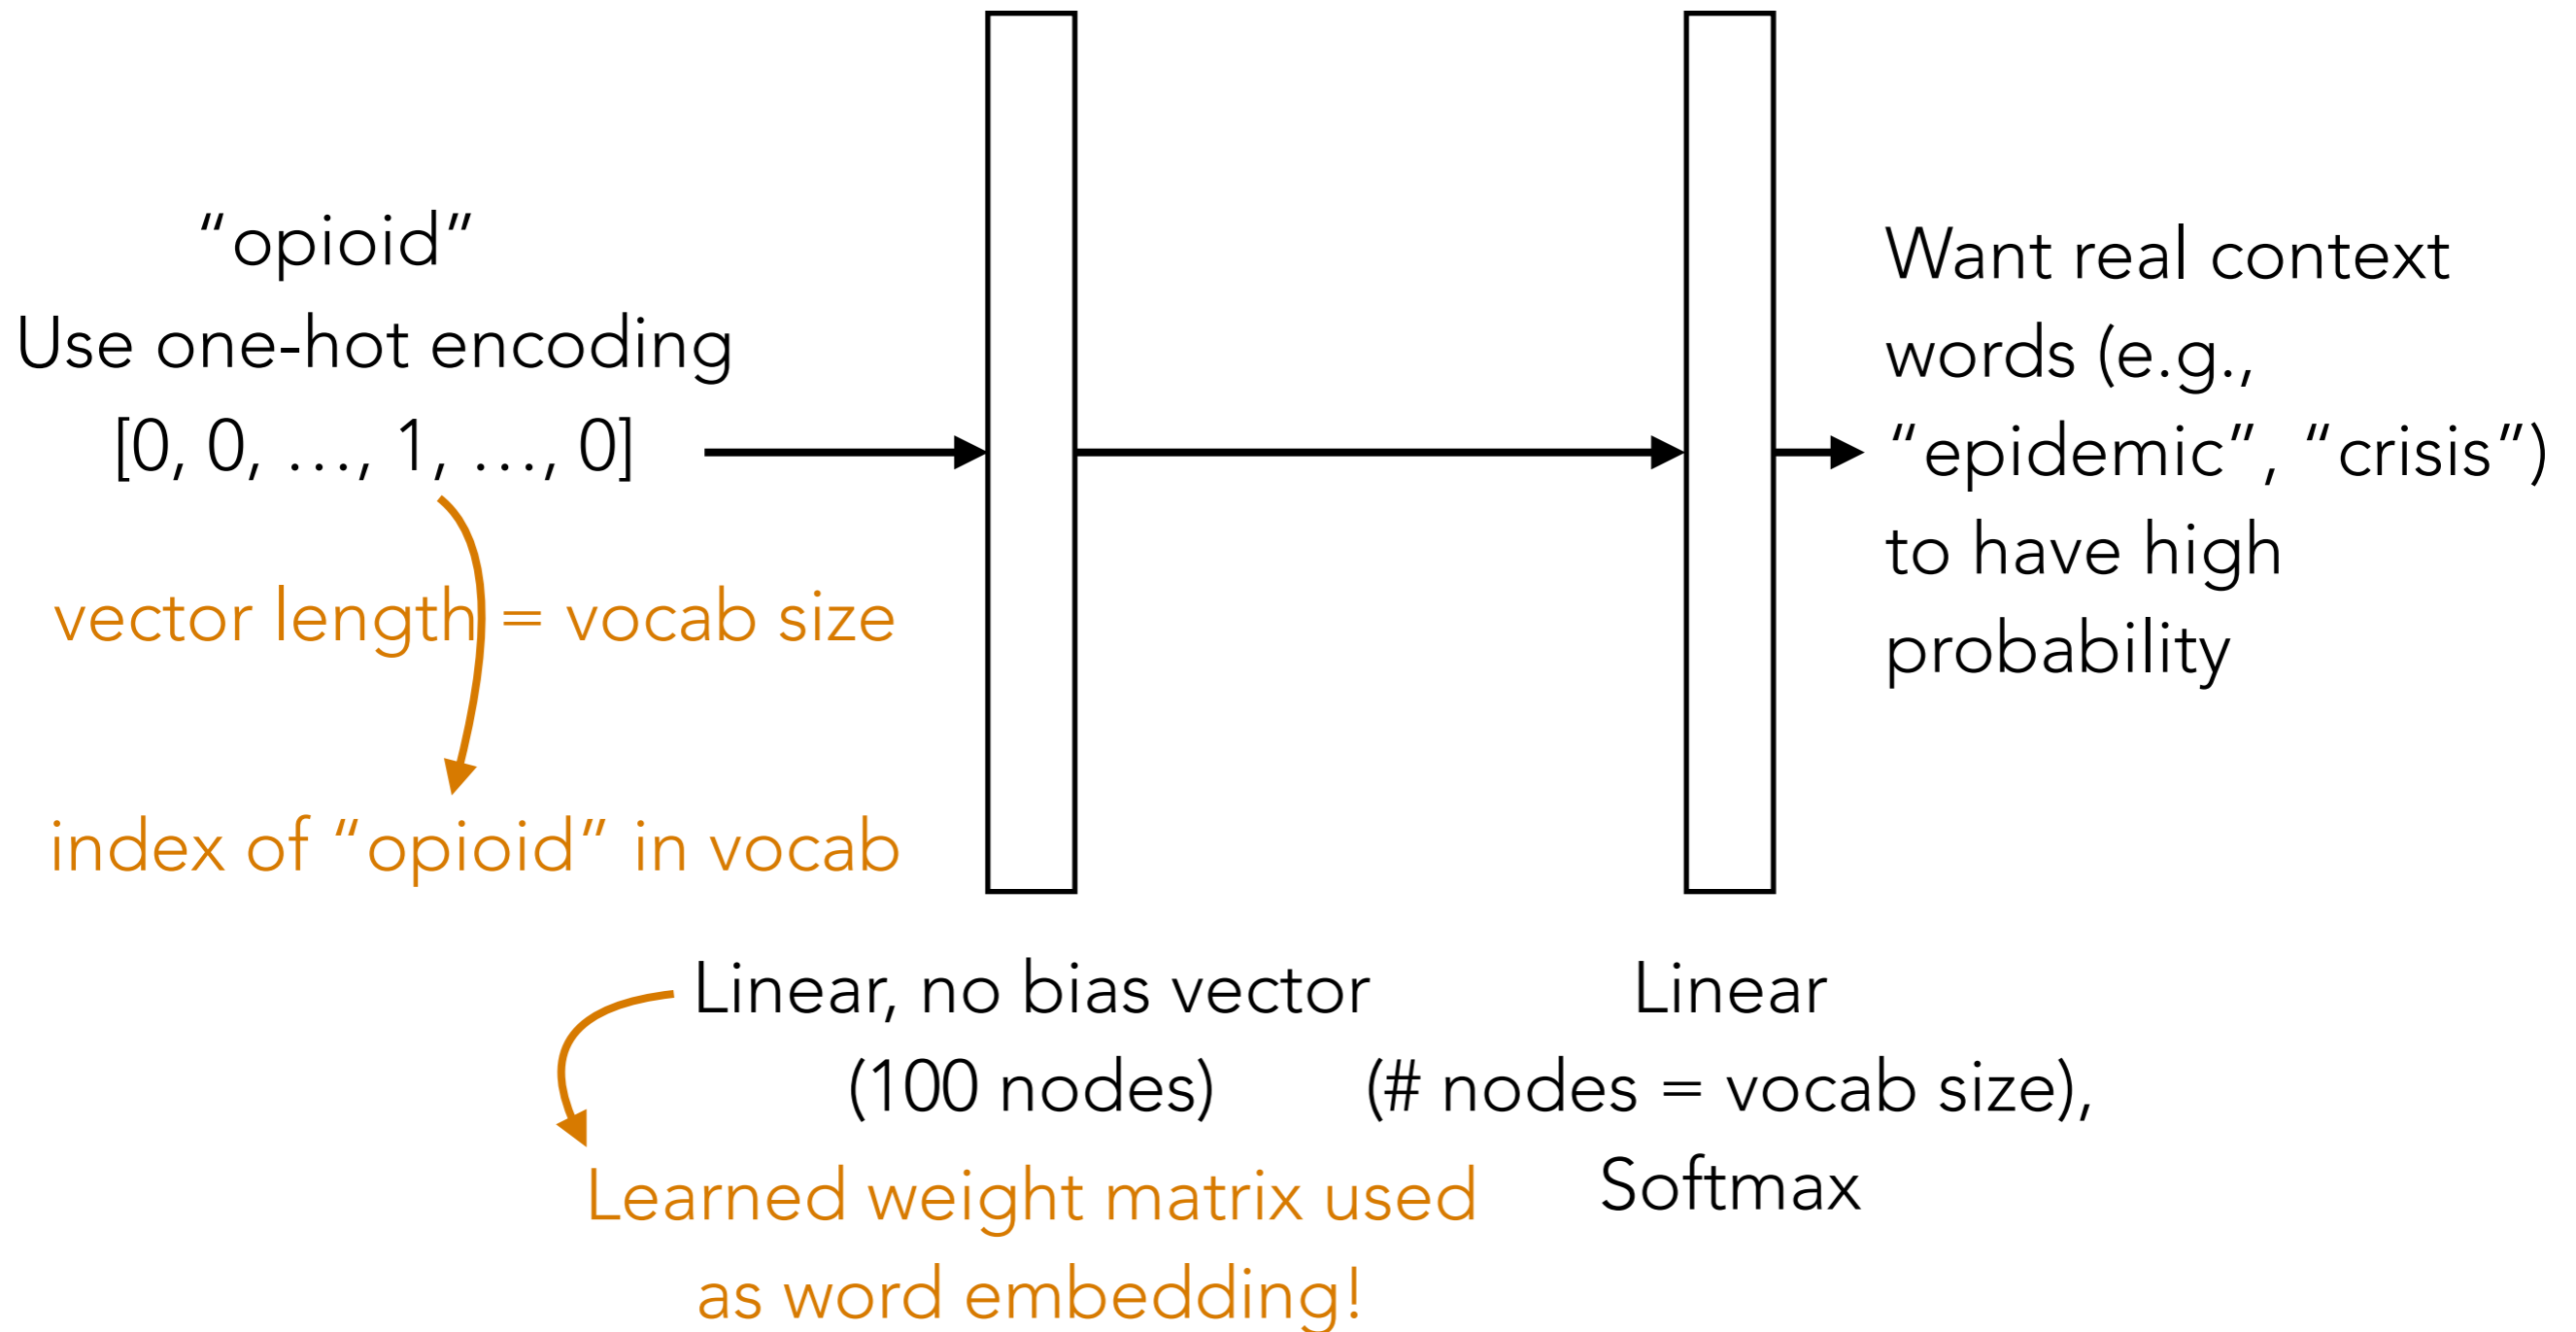 “opioid”
Use one-hot encoding
[0, 0, …, 1, …, 0]
vector length = vocab size
index of “opioid” in vocab
Linear, no bias vector
(100 nodes)
Learned weight matrix used
as word embedding!
Linear
(# nodes = vocab size),
Softmax
Want real context
words (e.g.,
“epidemic”, “crisis”)
to have high
probability